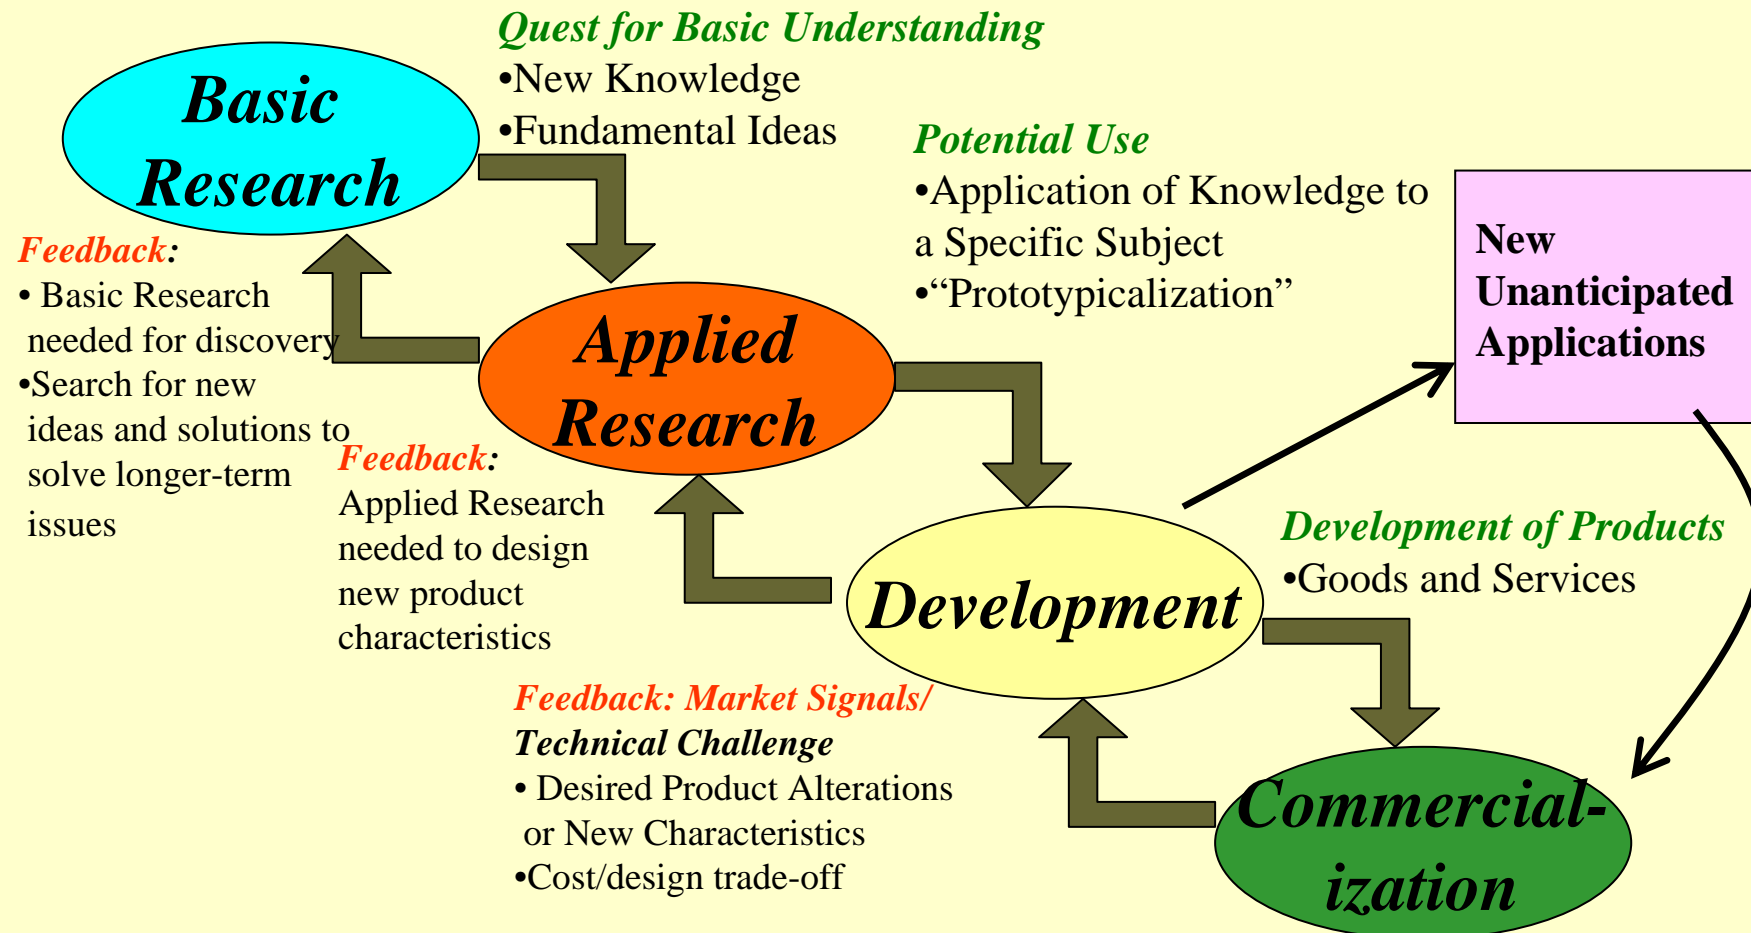 Quest for Basic Understanding
•New Knowledge
•Fundamental Ideas
Basic
Research
Potential Use
•Application of Knowledge to
a Specific Subject
•“Prototypicalization”
New
Unanticipated
Applications
Feedback:
• Basic Research
needed for discovery
•Search for new
ideas and solutions to
solve longer-term
issues
Applied
Research
Feedback:
Applied Research
needed to design
new product
characteristics
Development of Products
•Goods and Services
Development
Feedback: Market Signals/
Technical Challenge
• Desired Product Alterations
or New Characteristics
•Cost/design trade-off
Commercial-
ization